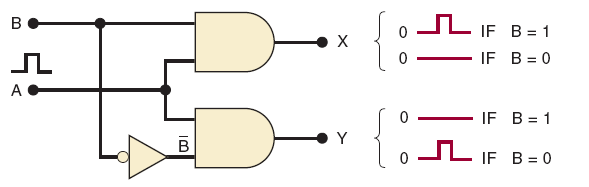 B
X
0 IF B = 1
0 IF B = 0
A
Y
0 IF B = 1
B̅
0 IF B = 0